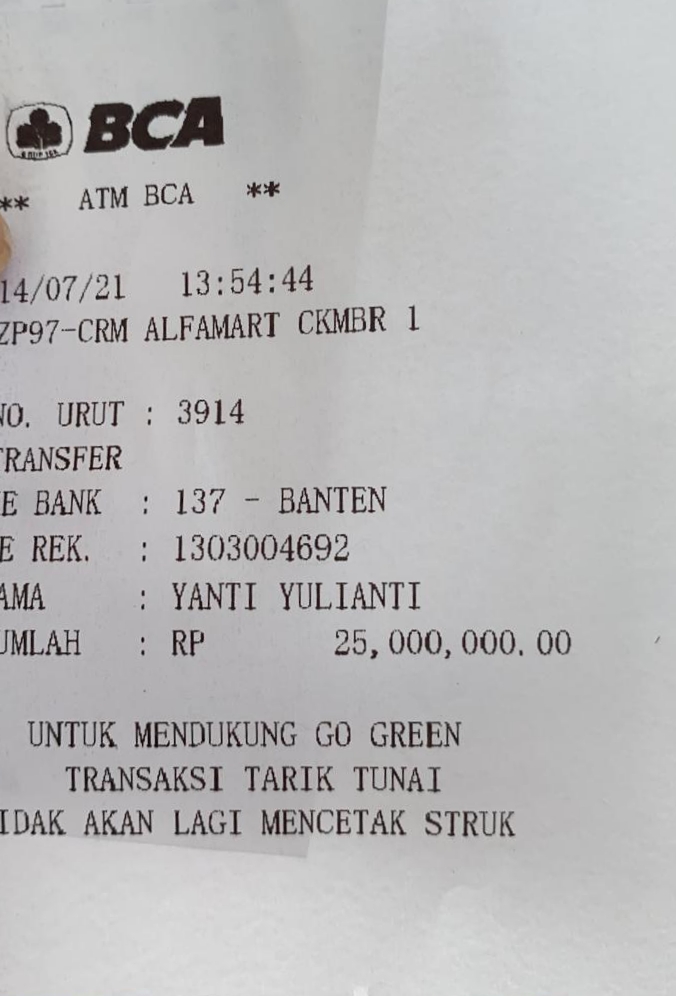 BCA
** ATM BCA **
14/07/21 13:54:44
ZP97-CRM ALFAMART CKMBR 1
NO. URUT : 3914
TRANSFER
E BANK : 137 - BANTEN
E REK. : 1303004692
AMA : YANTI YULIANTI
UMLAH : RP 25,000,000.00
UNTUK MENDUKUNG GO GREEN
TRANSAKSI TARIK TUNAI
IDAK AKAN LAGI MENCETAK STRUK